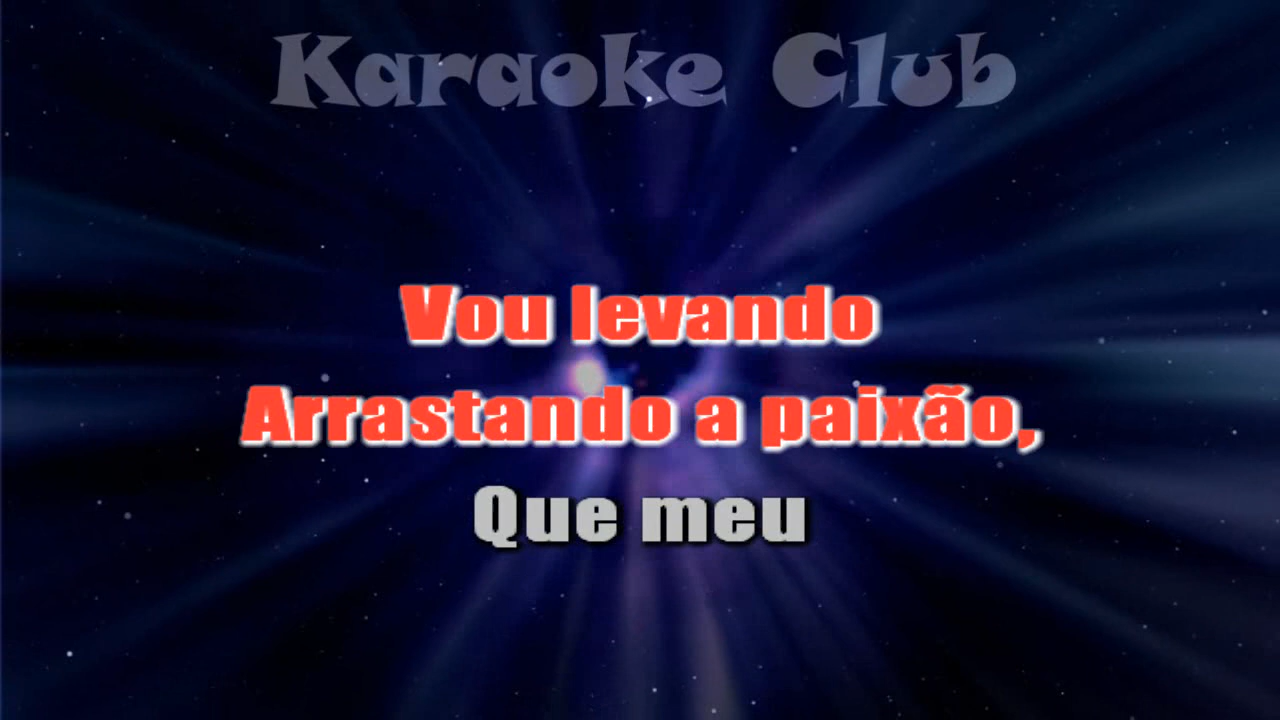 Karaoke Club
Vou levando
Arrastando a paixão,
Que meu